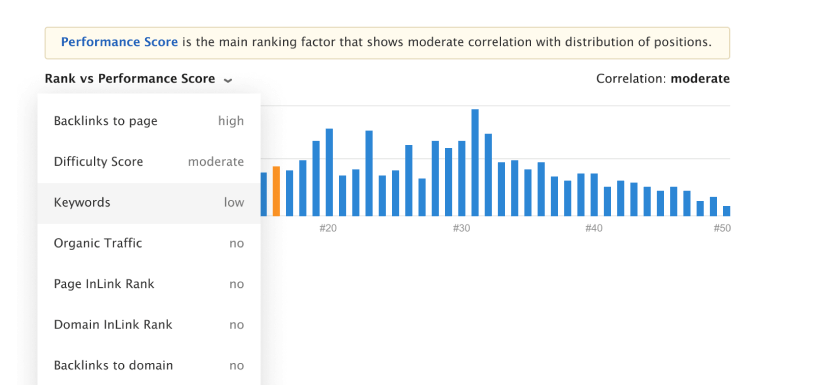 Performance Score is the main ranking factor that shows moderate correlation with distribution of positions.
Rank vs Performance Score
Correlation: moderate
Backlinks to page high
Difficulty Score moderate
Keywords low
Organic Traffic no
Page InLink Rank no
Domain InLink Rank no
Backlinks to domain no
#20 #30 #40 #50